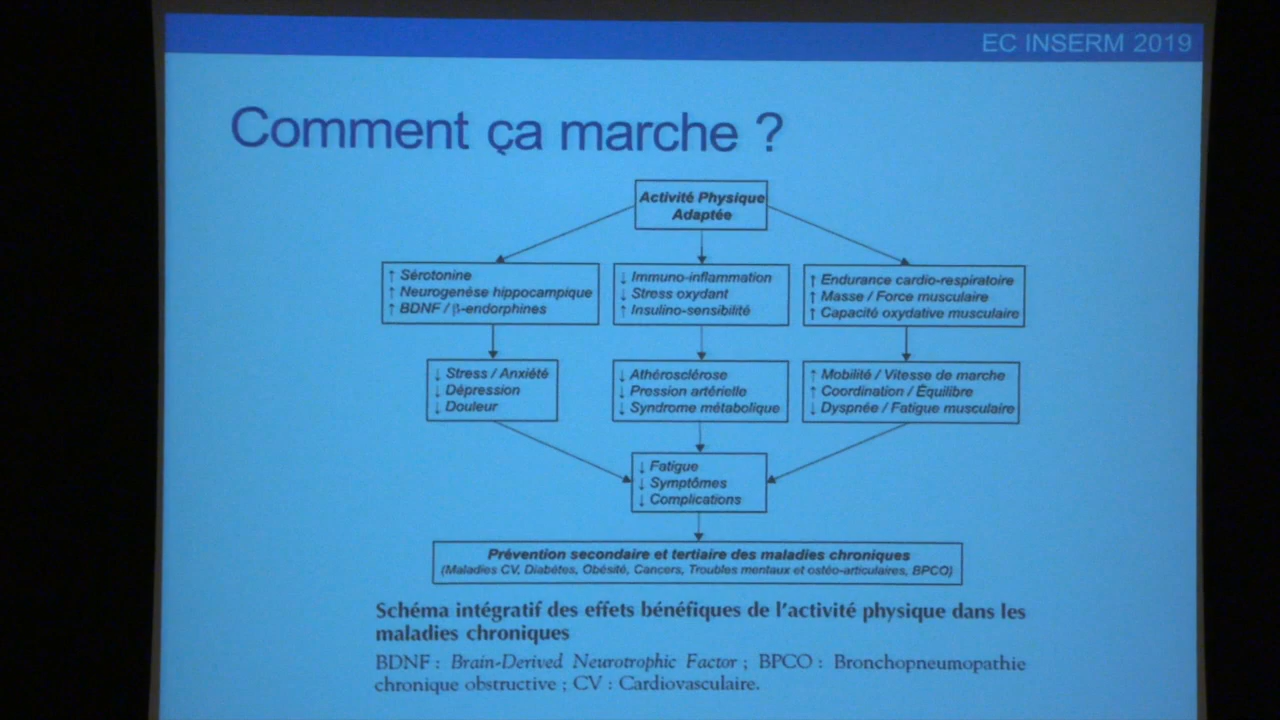 EC INSERM 2019
Comment ça marche ?
Activité Physique
Adaptée
↑ Sérotonine
↑ Neurogenèse hippocampique
↑ BDNF / β-endorphines
↓ Immuno-inflammation
↓ Stress oxydant
↑ Insulino-sensibilité
↑ Endurance cardio-respiratoire
↑ Masse / Force musculaire
↑ Capacité oxydative musculaire
↓ Stress / Anxiété
↓ Dépression
↓ Douleur
↓ Athérosclérose
↓ Pression artérielle
↓ Syndrome métabolique
↑ Mobilité / Vitesse de marche
↑ Coordination / Équilibre
↓ Dyspnée / Fatigue musculaire
↓ Fatigue
↓ Symptômes
↓ Complications
Prévention secondaire et tertiaire des maladies chroniques
(Maladies CV, Diabètes, Obésité, Cancers, Troubles mentaux et ostéo-articulaires, BPCO)
Schéma intégratif des effets bénéfiques de l'activité physique dans les
maladies chroniques
BDNF : Brain-Derived Neurotrophic Factor ; BPCO : Bronchopneumopathie
chronique obstructive ; CV : Cardiovasculaire.